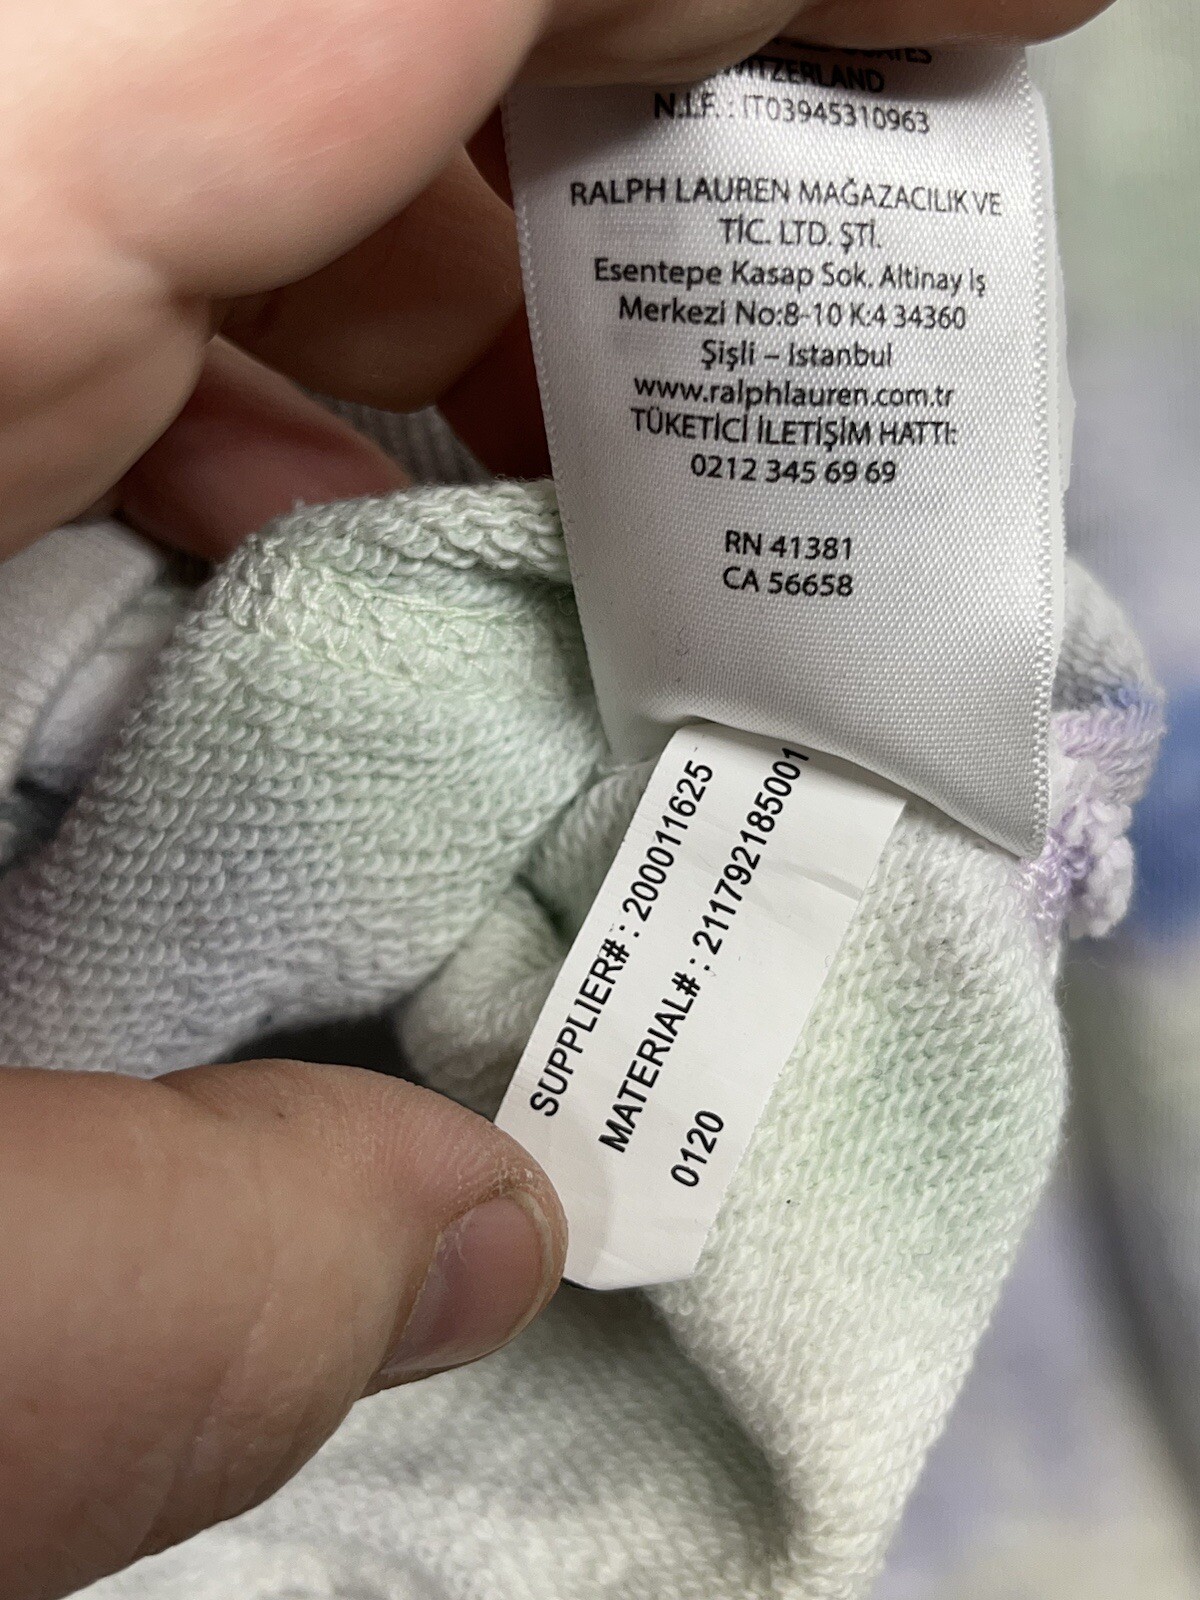 SWITZERLAND
N.I.F. : IT03945310963
RALPH LAUREN MAĞAZACILIK VE
TİC. LTD. ŞTİ.
Esentepe Kasap Sok. Altinay İş
Merkezi No:8-10 K:4 34360
Şişli – Istanbul
www.ralphlauren.com.tr
TÜKETİCİ İLETİŞİM HATTI:
0212 345 69 69
RN 41381
CA 56658
SUPPLIER# : 200011625
MATERIAL# : 211792185001
0120